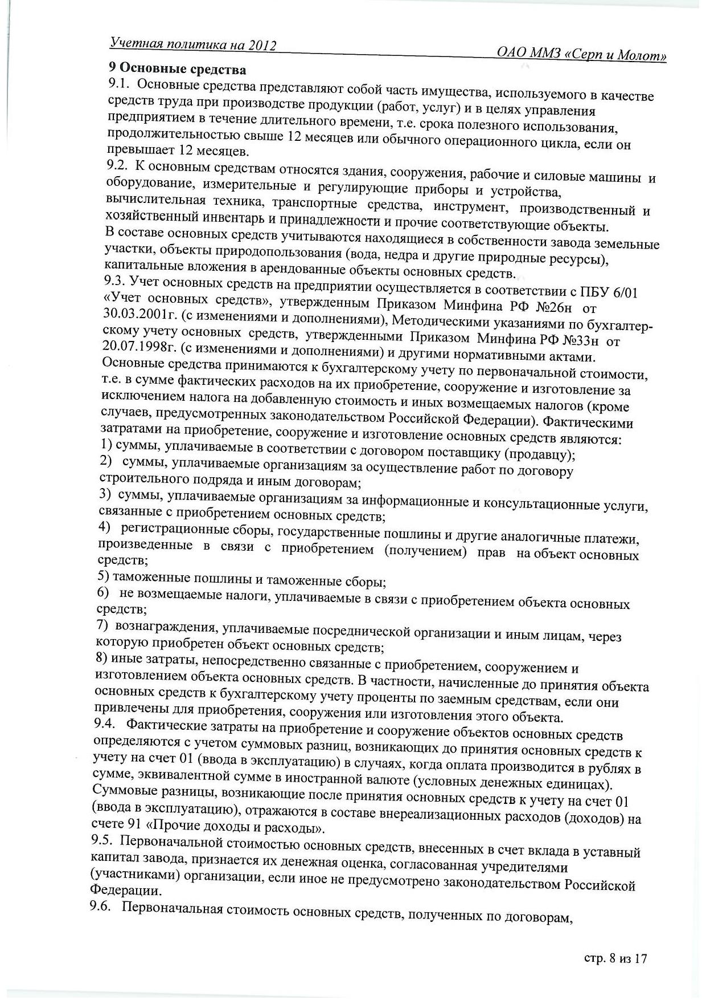 Учетная политика на 2012 ОАО ММЗ «Серп и Молот»
9 Основные средства
9.1. Основные средства представляют собой часть имущества, используемого в качестве
средств труда при производстве продукции (работ, услуг) и в целях управления
предприятием в течение длительного времени, т.е. срока полезного использования,
продолжительностью свыше 12 месяцев или обычного операционного цикла, если он
превышает 12 месяцев.
9.2. К основным средствам относятся здания, сооружения, рабочие и силовые машины и
оборудование, измерительные и регулирующие приборы и устройства,
вычислительная техника, транспортные средства, инструмент, производственный и
хозяйственный инвентарь и принадлежности и прочие соответствующие объекты.
В составе основных средств учитываются находящиеся в собственности завода земельные
участки, объекты природопользования (вода, недра и другие природные ресурсы),
капитальные вложения в арендованные объекты основных средств.
9.3. Учет основных средств на предприятии осуществляется в соответствии с ПБУ 6/01
«Учет основных средств», утвержденным Приказом Минфина РФ №26н от
30.03.2001г. (с изменениями и дополнениями), Методическими указаниями по бухгалтер-
скому учету основных средств, утвержденными Приказом Минфина РФ №33н от
20.07.1998г. (с изменениями и дополнениями) и другими нормативными актами.
Основные средства принимаются к бухгалтерскому учету по первоначальной стоимости,
т.е. в сумме фактических расходов на их приобретение, сооружение и изготовление за
исключением налога на добавленную стоимость и иных возмещаемых налогов (кроме
случаев, предусмотренных законодательством Российской Федерации). Фактическими
затратами на приобретение, сооружение и изготовление основных средств являются:
1) суммы, уплачиваемые в соответствии с договором поставщику (продавцу);
2) суммы, уплачиваемые организациям за осуществление работ по договору
строительного подряда и иным договорам;
3) суммы, уплачиваемые организациям за информационные и консультационные услуги,
связанные с приобретением основных средств;
4) регистрационные сборы, государственные пошлины и другие аналогичные платежи,
произведенные в связи с приобретением (получением) прав на объект основных
средств;
5) таможенные пошлины и таможенные сборы;
6) не возмещаемые налоги, уплачиваемые в связи с приобретением объекта основных
средств;
7) вознаграждения, уплачиваемые посреднической организации и иным лицам, через
которую приобретен объект основных средств;
8) иные затраты, непосредственно связанные с приобретением, сооружением и
изготовлением объекта основных средств. В частности, начисленные до принятия объекта
основных средств к бухгалтерскому учету проценты по заемным средствам, если они
привлечены для приобретения, сооружения или изготовления этого объекта.
9.4. Фактические затраты на приобретение и сооружение объектов основных средств
определяются с учетом суммовых разниц, возникающих до принятия основных средств к
учету на счет 01 (ввода в эксплуатацию) в случаях, когда оплата производится в рублях в
сумме, эквивалентной сумме в иностранной валюте (условных денежных единицах).
Суммовые разницы, возникающие после принятия основных средств к учету на счет 01
(ввода в эксплуатацию), отражаются в составе внереализационных расходов (доходов) на
счете 91 «Прочие доходы и расходы».
9.5. Первоначальной стоимостью основных средств, внесенных в счет вклада в уставный
капитал завода, признается их денежная оценка, согласованная учредителями
(участниками) организации, если иное не предусмотрено законодательством Российской
Федерации.
9.6. Первоначальная стоимость основных средств, полученных по договорам,
стр. 8 из 17